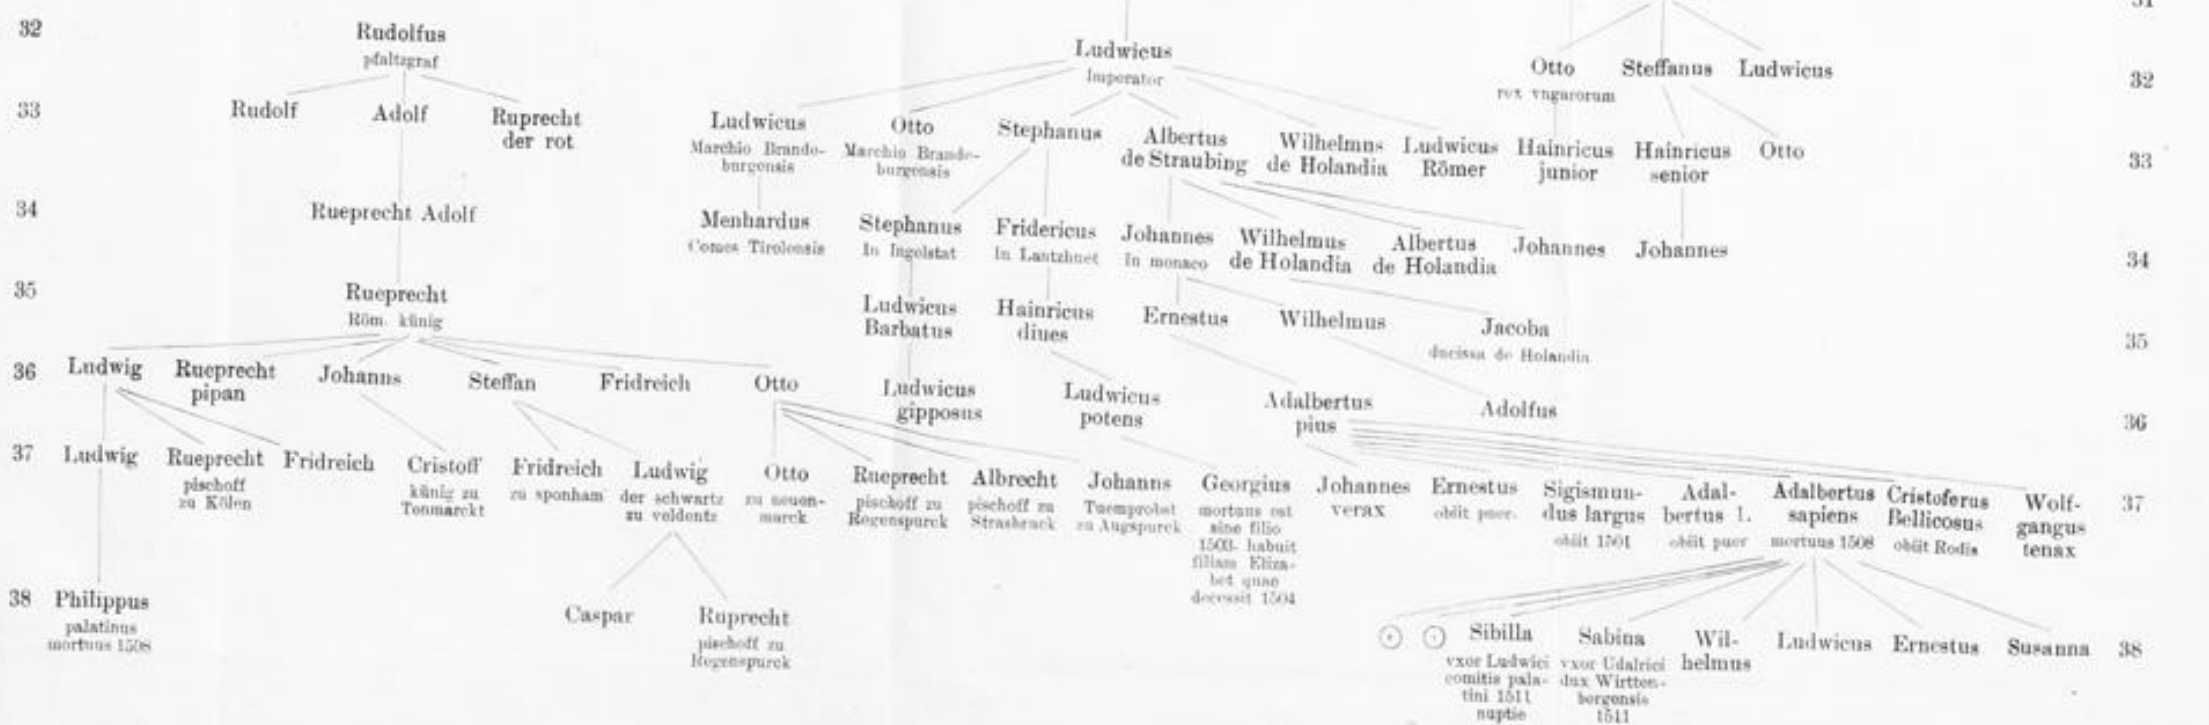 31
32
Rudolfus
pfaltzgraf
Ludwicus
Imperator
Otto
rex vngarorum
Steffanus
Ludwicus
32
33
Rudolf
Adolf
Ruprecht
der rot
Ludwicus
Marchio Brande-
burgensis
Otto
Marchio Brande-
burgensis
Stephanus
Albertus
de Straubing
Wilhelmus
de Holandia
Ludwicus
Römer
Hainricus
junior
Hainricus
senior
Otto
33
34
Rueprecht Adolf
Menhardus
Comes Tirolensis
Stephanus
In Ingolstat
Fridericus
In Lantzhuet
Johannes
In monaco
Wilhelmus
de Holandia
Albertus
de Holandia
Johannes
Johannes
34
35
Rueprecht
Röm. künig
Ludwicus
Barbatus
Hainricus
diues
Ernestus
Wilhelmus
Jacoba
ducissa de Holandia
35
36
Ludwig
Rueprecht
pipan
Johanns
Steffan
Fridreich
Otto
Ludwicus
gipposus
Ludwicus
potens
Adalbertus
pius
Adolfus
36
37
Ludwig
Rueprecht
pischoff
zu Kölen
Fridreich
Cristoff
künig zu
Tenmarckt
Fridreich
zu sponham
Ludwig
der schwartz
zu veldentz
Otto
zu neuen-
marck
Rueprecht
pischoff zu
Regenspurck
Albrecht
pischoff zu
Strasbruck
Johanns
Tuemprobst
zu Augspurck
Georgius
mortuus est
sine filio
1503. habuit
filiam Eliza-
bet quae
decessit 1504
Johannes
verax
Ernestus
obiit puer.
Sigismun-
dus largus
obiit 1501
Adal-
bertus 1.
obiit puer
Adalbertus
sapiens
mortuus 1508
Cristoferus
Bellicosus
obiit Rodis
Wolf-
gangus
tenax
37
38
Philippus
palatinus
mortuus 1508
Caspar
Ruprecht
pischoff zu
Regenspurck
Sibilla
vxor Ludwici
comitis pala-
tini 1511
nuptie
Sabina
vxor Udalrici
dux Wirtten-
bergensis
1511
Wil-
helmus
Ludwicus
Ernestus
Susanna
38